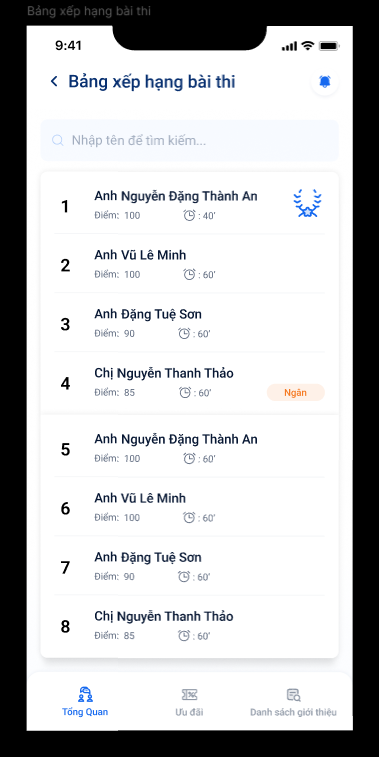 Bảng xếp hạng bài thi
9:41
Bảng xếp hạng bài thi
Nhập tên để tìm kiếm...
1
Anh Nguyễn Đặng Thành An
Điểm: 100 : 40'
2
Anh Vũ Lê Minh
Điểm: 100 : 60'
3
Anh Đặng Tuệ Sơn
Điểm: 90 : 60'
4
Chị Nguyễn Thanh Thảo
Điểm: 85 : 60'
Ngân
5
Anh Nguyễn Đặng Thành An
Điểm: 100 : 60'
6
Anh Vũ Lê Minh
Điểm: 100 : 60'
7
Anh Đặng Tuệ Sơn
Điểm: 90 : 60'
8
Chị Nguyễn Thanh Thảo
Điểm: 85 : 60'
Tổng Quan
Ưu đãi
Danh sách giới thiệu